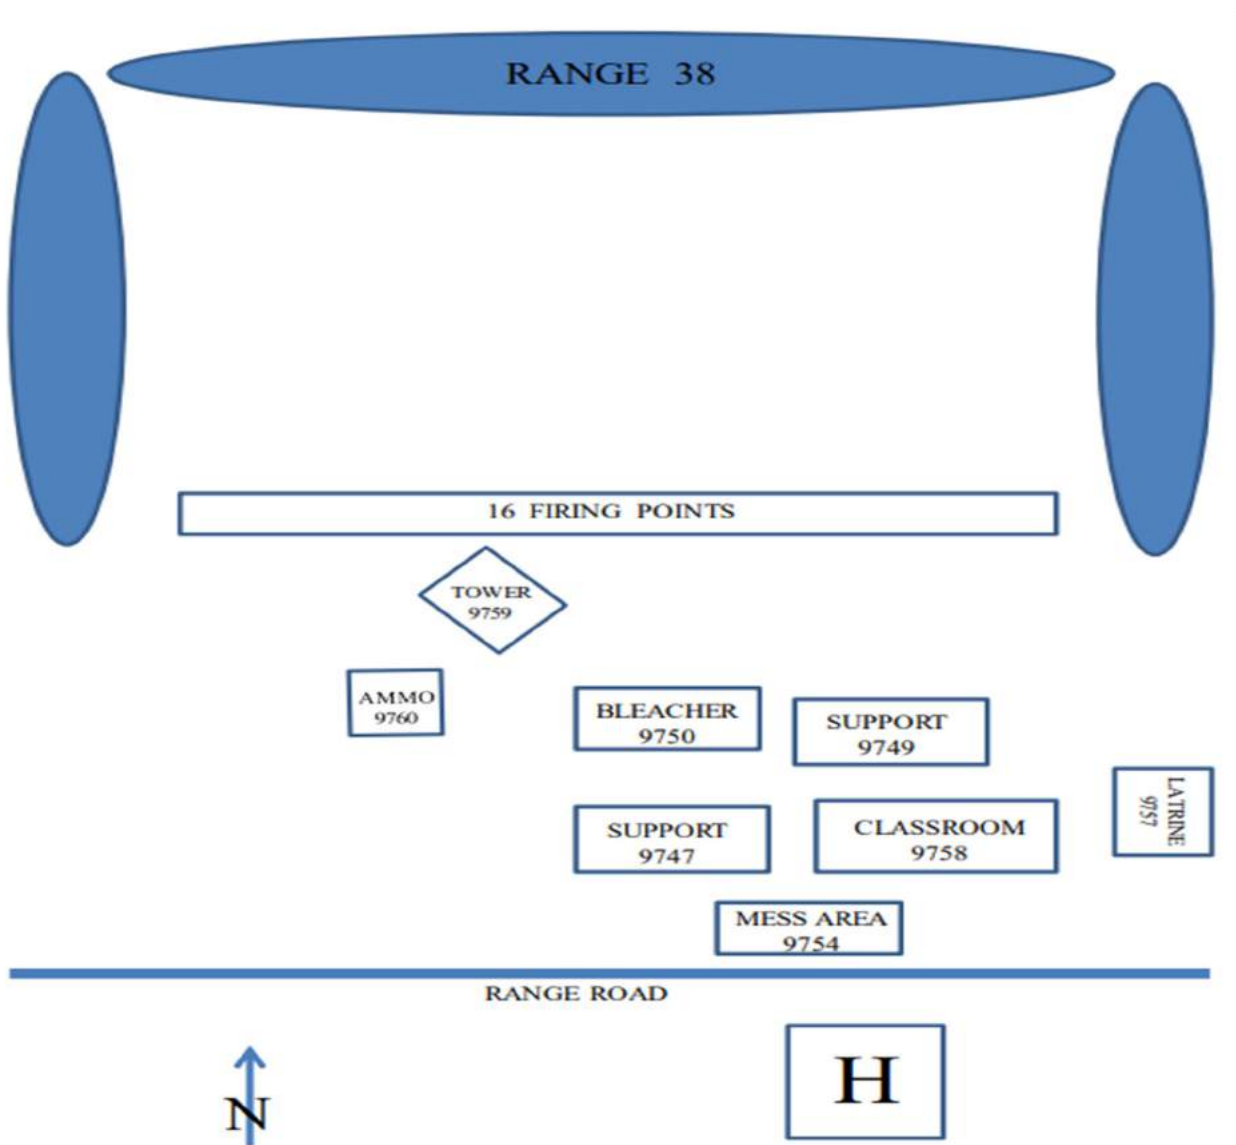 RANGE 38
16 FIRING POINTS
TOWER
9759
AMMO
9760
BLEACHER
9750
SUPPORT
9749
LATRINE
9757
SUPPORT
9747
CLASSROOM
9758
MESS AREA
9754
RANGE ROAD
H
N